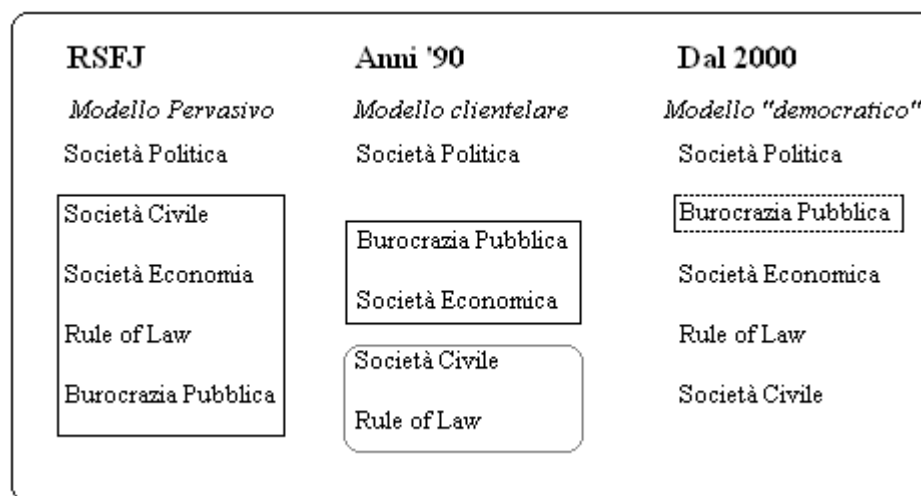 RSFJ
Modello Pervasivo
Società Politica
Società Civile
Società Economia
Rule of Law
Burocrazia Pubblica
Anni '90
Modello clientelare
Società Politica
Burocrazia Pubblica
Società Economica
Società Civile
Rule of Law
Dal 2000
Modello "democratico"
Società Politica
Burocrazia Pubblica
Società Economica
Rule of Law
Società Civile